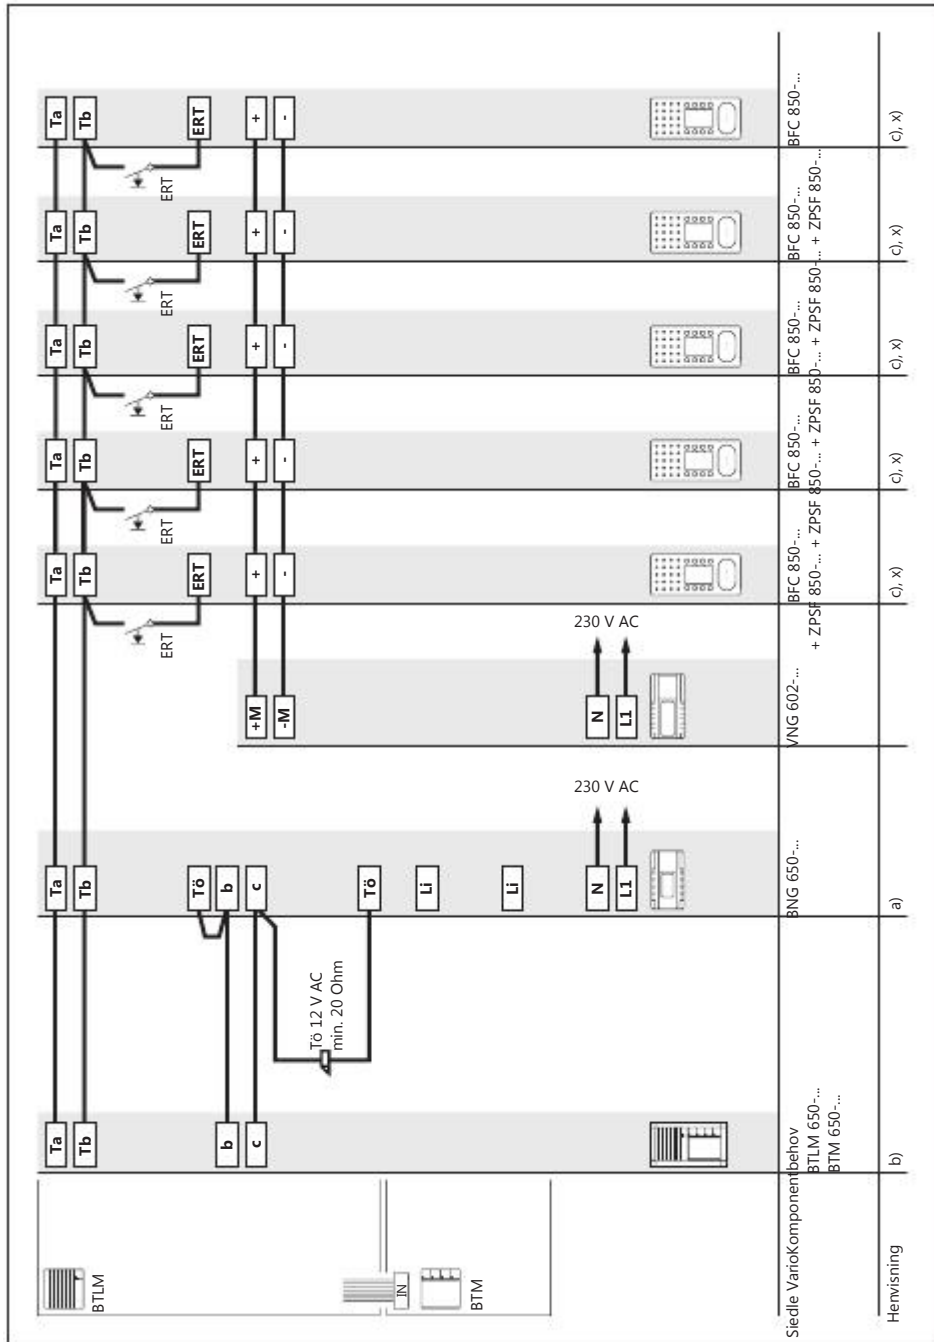 Ta Ta Ta Ta Ta Ta Ta
Tb Tb Tb Tb Tb Tb Tb
BTLM
ERT ERT ERT ERT ERT
Tö ERT ERT ERT ERT ERT
b b
c c +M + + + + +
-M - - - - -
Tö 12 V AC
min. 20 Ohm
Tö
IN
Li
BTM
Li
230 V AC 230 V AC
N N
L1 L1
Siedle VarioKomponentbehov
BTLM 650-...
BTM 650-...
BNG 650-...
VNG 602-...
BFC 850-... BFC 850-... BFC 850-... BFC 850-... BFC 850-...
+ ZPSF 850-... + ZPSF 850-... + ZPSF 850-... + ZPSF 850-... + ZPSF 850-...
Henvisning
b) a) c), x) c), x) c), x) c), x) c), x)